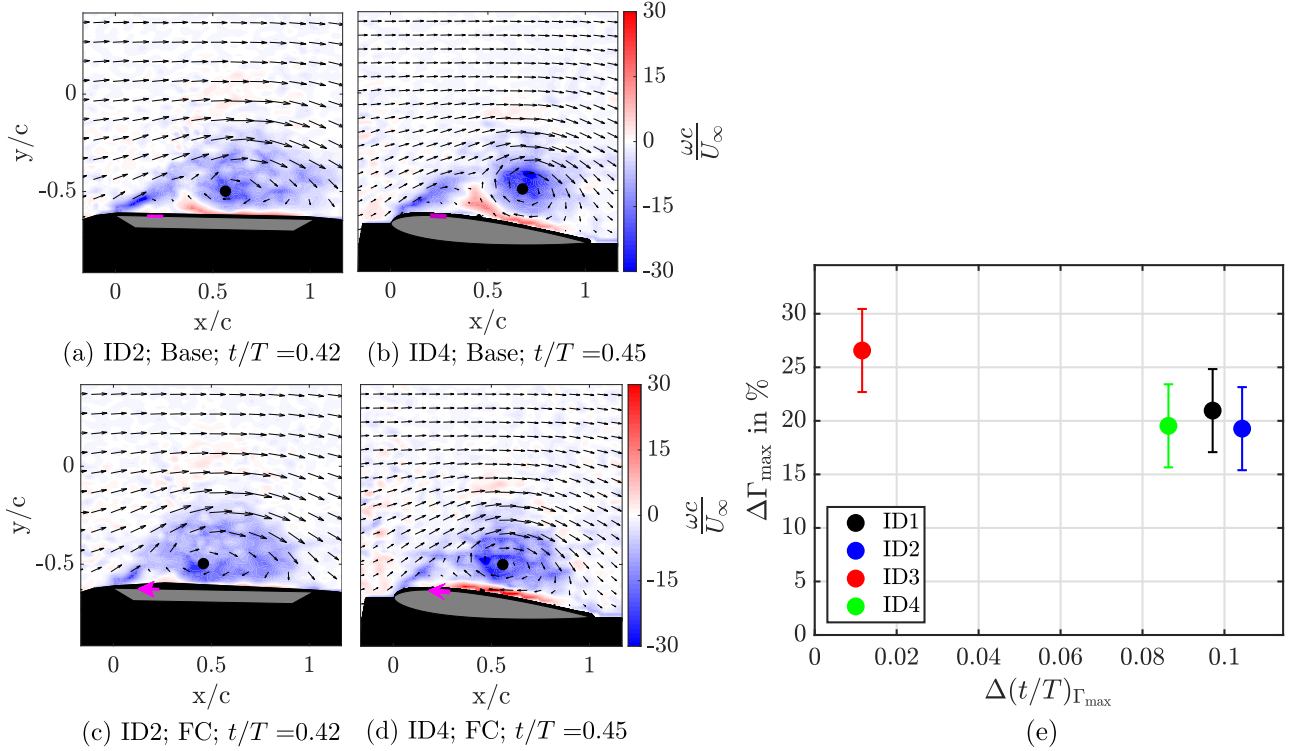 0
-0.5
y/c
0 0.5 1
x/c
(a) ID2; Base; t/T =0.42
0 0.5 1
x/c
(b) ID4; Base; t/T =0.45
30
15
0
-15
-30
ωc/U∞
0
-0.5
y/c
0 0.5 1
x/c
(c) ID2; FC; t/T =0.42
0 0.5 1
x/c
(d) ID4; FC; t/T =0.45
30
15
0
-15
-30
ωc/U∞
30
25
20
15
10
5
0
ΔΓmax in %
ID1
ID2
ID3
ID4
0 0.02 0.04 0.06 0.08 0.1
Δ(t/T)Γmax
(e)